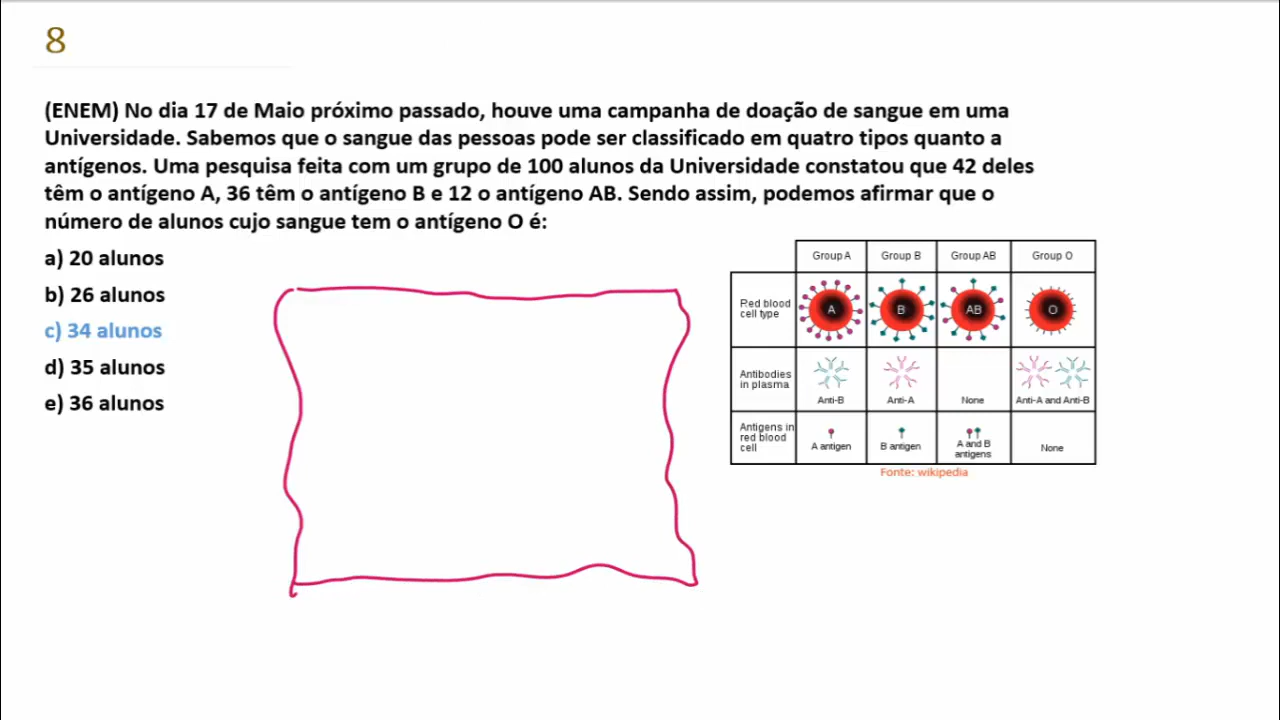 8
(ENEM) No dia 17 de Maio próximo passado, houve uma campanha de doação de sangue em uma
Universidade. Sabemos que o sangue das pessoas pode ser classificado em quatro tipos quanto a
antígenos. Uma pesquisa feita com um grupo de 100 alunos da Universidade constatou que 42 deles
têm o antígeno A, 36 têm o antígeno B e 12 o antígeno AB. Sendo assim, podemos afirmar que o
número de alunos cujo sangue tem o antígeno O é:
a) 20 alunos
b) 26 alunos
c) 34 alunos
d) 35 alunos
e) 36 alunos
Group A Group B Group AB Group O
Red blood
cell type
A B AB O
Antibodies
in plasma
Anti-B Anti-A None Anti-A and Anti-B
Antigens in
red blood
cell
A antigen B antigen A and B
antigens None
Fonte: wikipedia